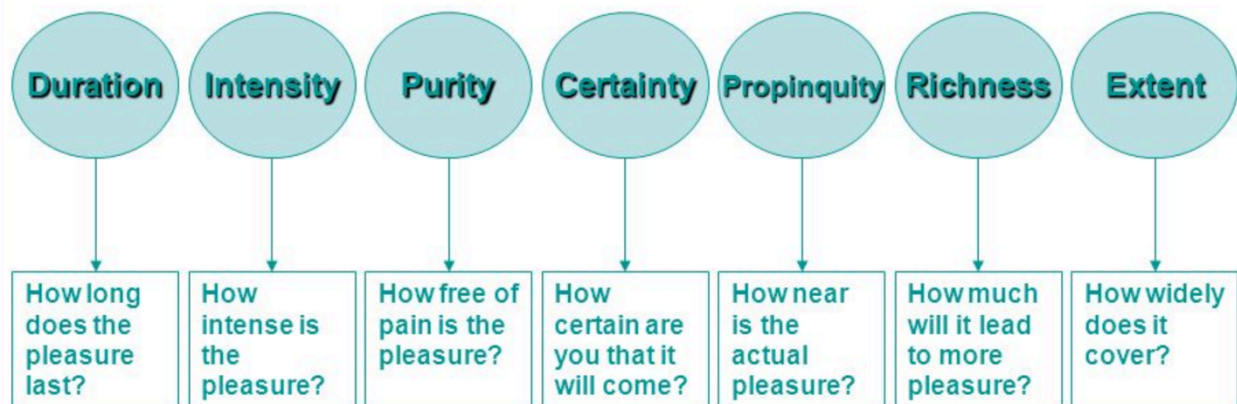 Duration
Intensity
Purity
Certainty
Propinquity
Richness
Extent
How long
does the
pleasure
last?
How
intense is
the
pleasure?
How free of
pain is the
pleasure?
How
certain are
you that it
will come?
How near
is the
actual
pleasure?
How much
will it lead
to more
pleasure?
How widely
does it
cover?